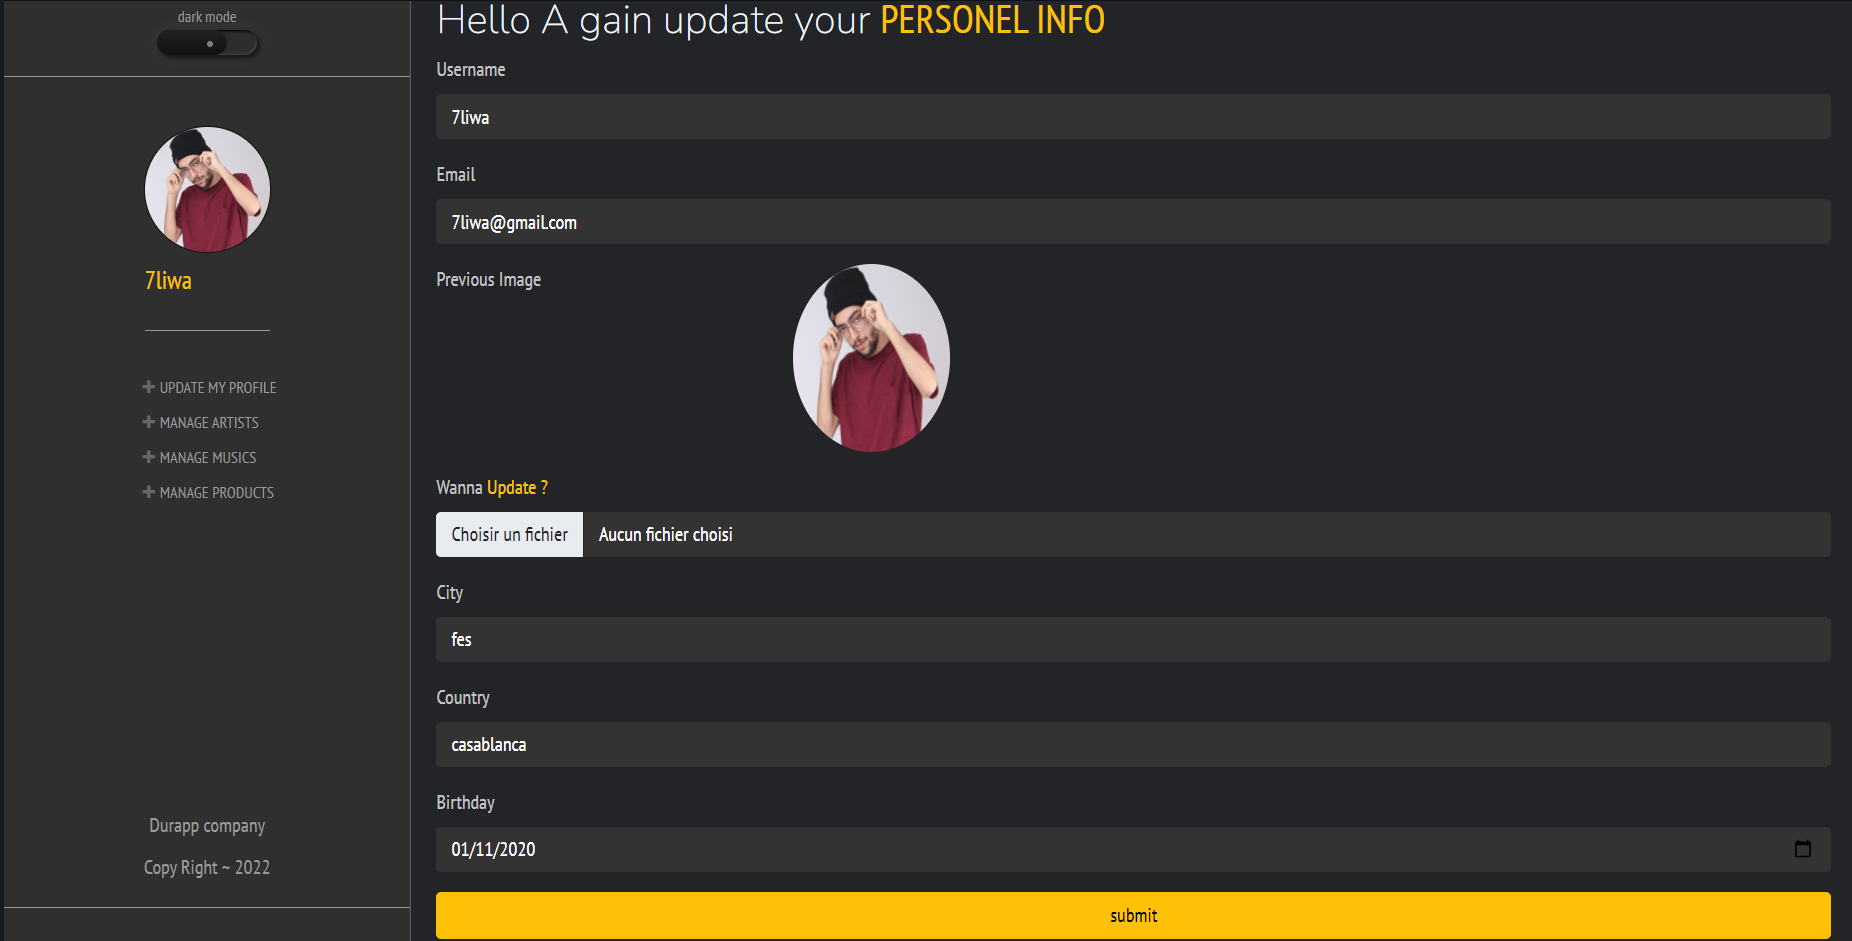 dark mode
7liwa
UPDATE MY PROFILE
MANAGE ARTISTS
MANAGE MUSICS
MANAGE PRODUCTS
Durapp company
Copy Right ~ 2022
Hello A gain update your PERSONEL INFO
Username
7liwa
Email
7liwa@gmail.com
Previous Image
Wanna Update ?
Choisir un fichier Aucun fichier choisi
City
fes
Country
casablanca
Birthday
01/11/2020
submit